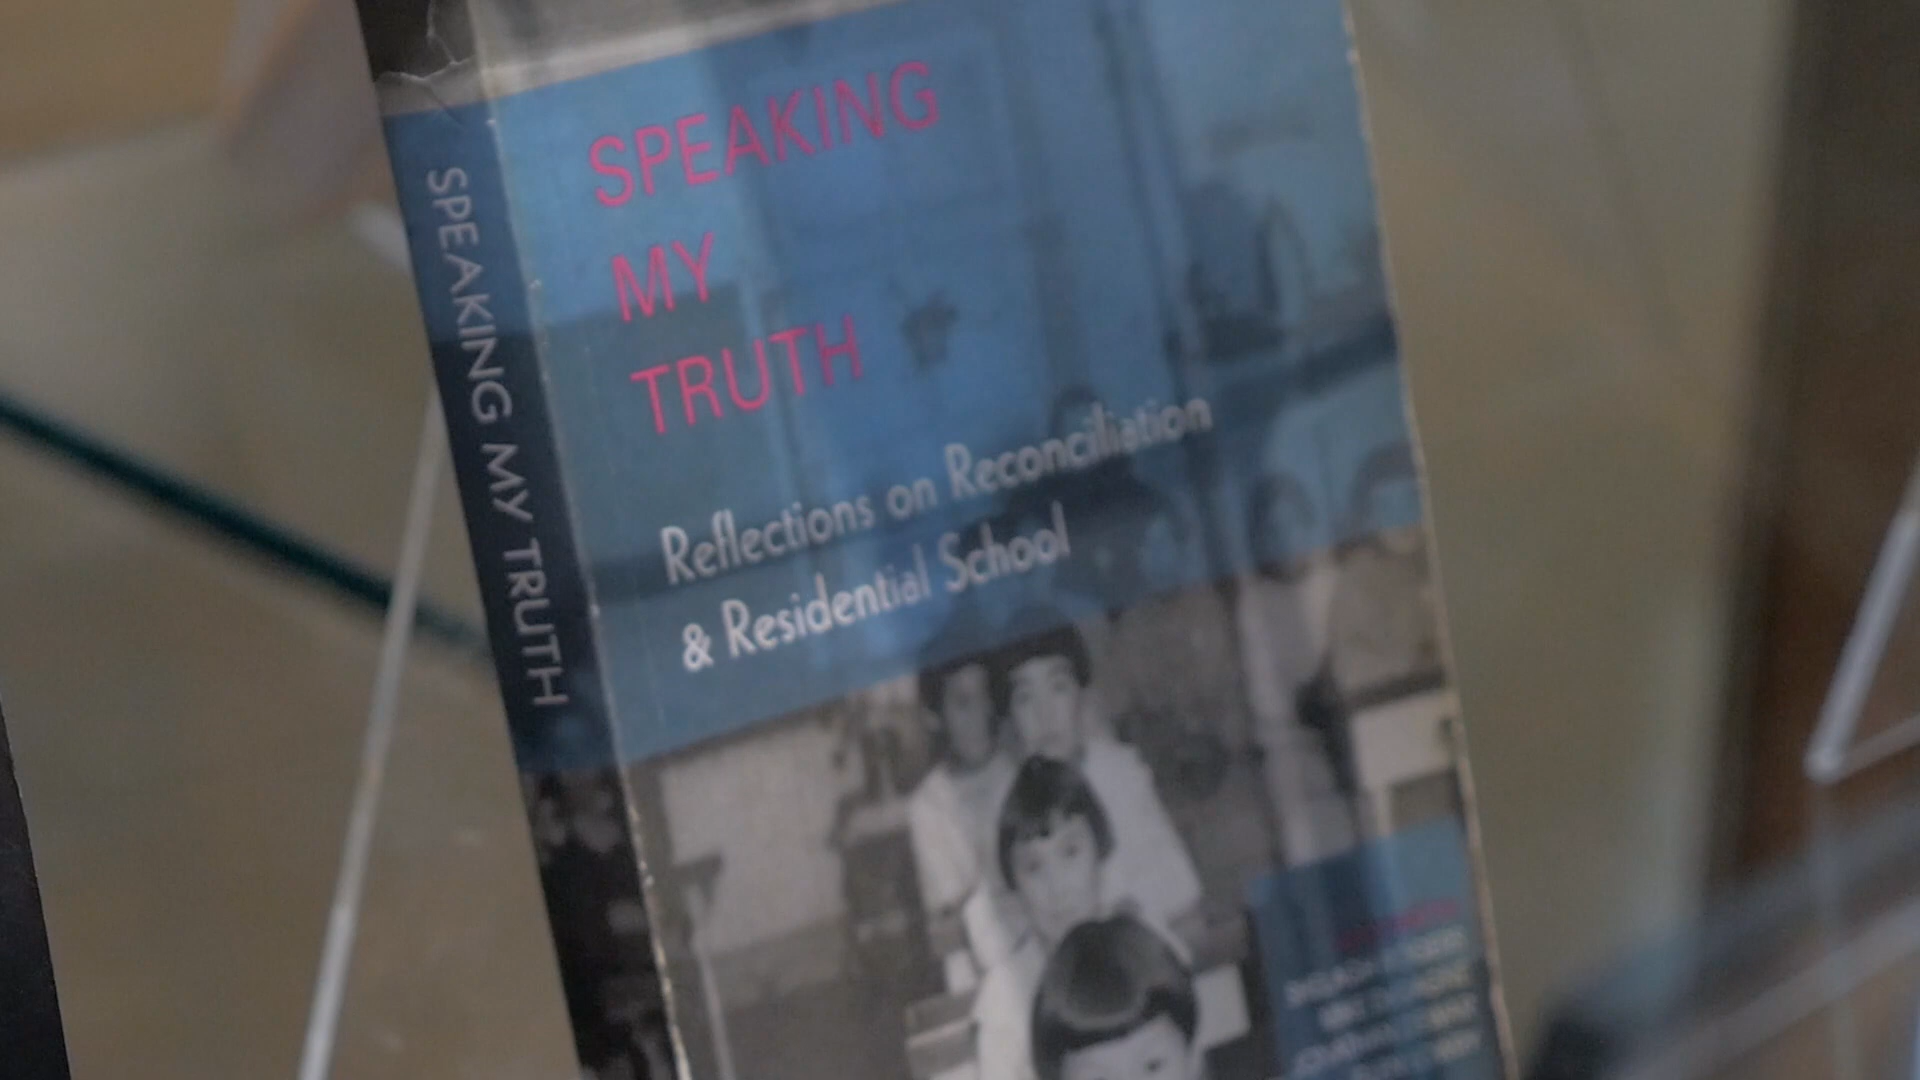 SPEAKING
MY
TRUTH
Reflections on Reconciliation
& Residential School
SPEAKING MY TRUTH